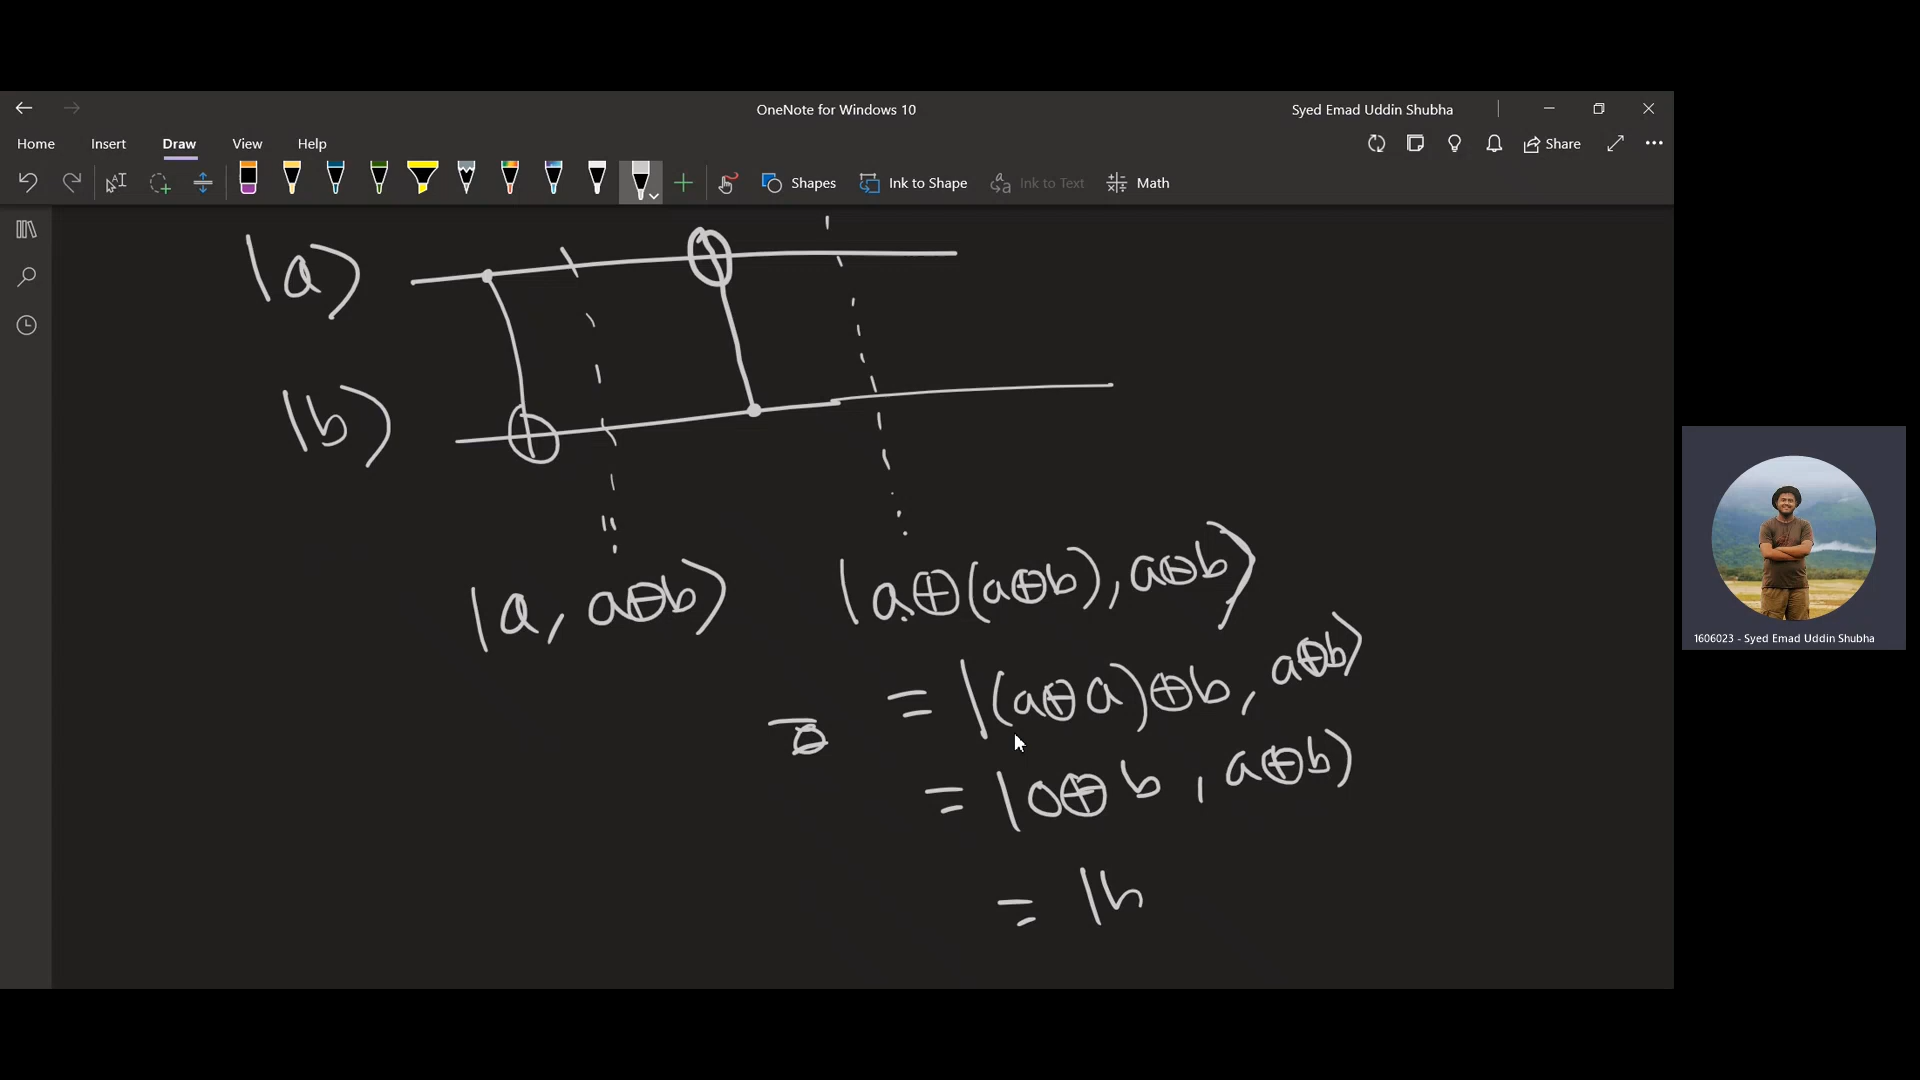 OneNote for Windows 10
Syed Emad Uddin Shubha
Home Insert Draw View Help
Share
Shapes Ink to Shape Ink to Text Math
|a⟩
|b⟩
|a, a⊕b⟩
|a⊕(a⊕b), a⊕b⟩
= |(a⊕a)⊕b, a⊕b⟩
= |0⊕b, a⊕b⟩
= |b
1606023 - Syed Emad Uddin Shubha